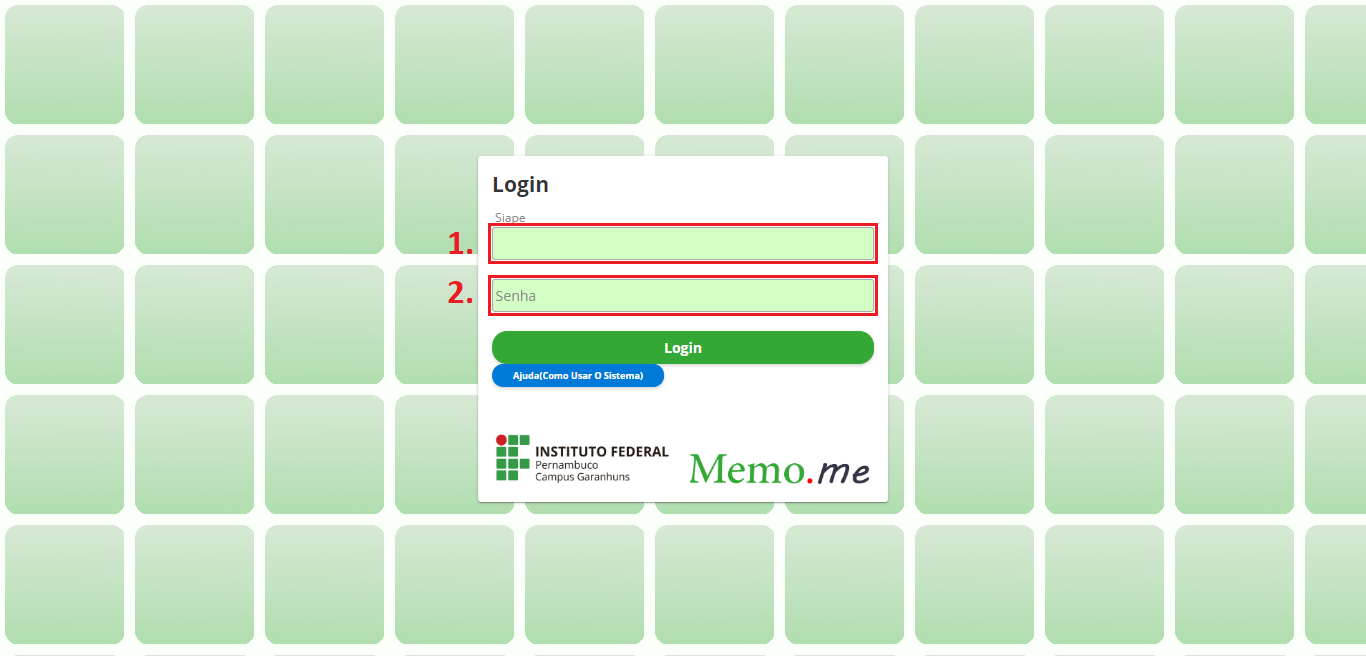 Login
Siape
1.
2.
Senha
Login
Ajuda(Como Usar O Sistema)
INSTITUTO FEDERAL
Pernambuco
Campus Garanhuns
Memo.me